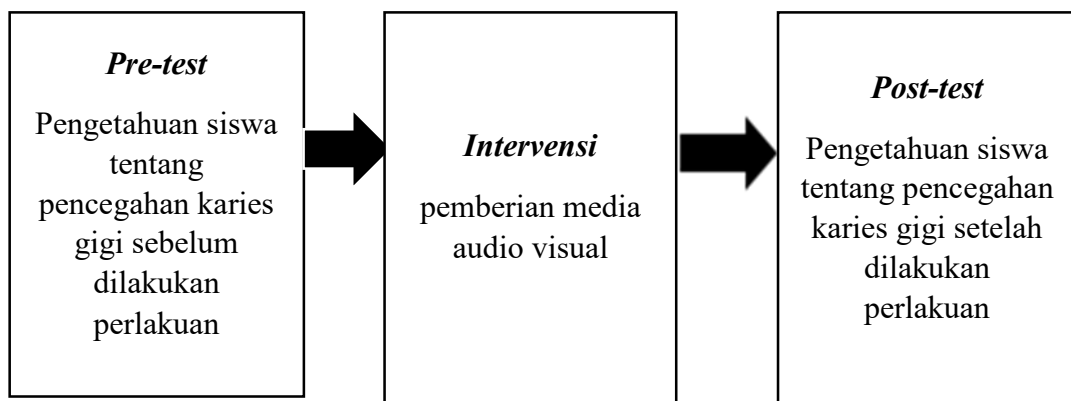 Pre-test
Pengetahuan siswa
tentang
pencegahan karies
gigi sebelum
dilakukan
perlakuan
Intervensi
pemberian media
audio visual
Post-test
Pengetahuan siswa
tentang pencegahan
karies gigi setelah
dilakukan
perlakuan